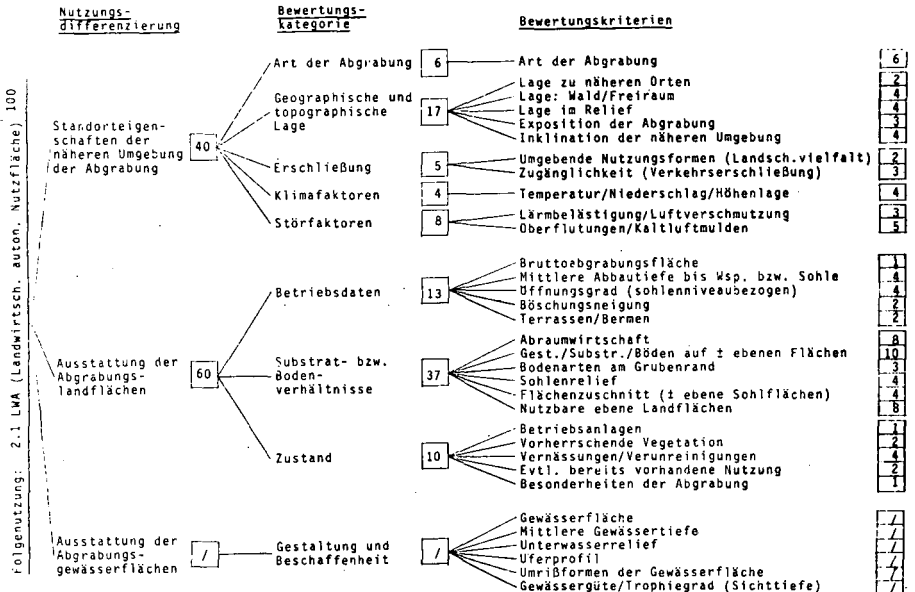 Nutzungs-
differenzierung
Bewertungs-
kategorie
Bewertungskriterien
Folgenutzung: 2.1 LWA (Landwirtsch. auton. Nutzfläche) 100
Standorteigen-
schaften der
näheren Umgebung
der Abgrabung
40
Art der Abgrabung
6
Art der Abgrabung
6
Geographische und
topographische
Lage
17
Lage zu näheren Orten
2
Lage: Wald/Freiraum
4
Lage im Relief
4
Exposition der Abgrabung
3
Inklination der näheren Umgebung
4
Erschließung
5
Umgebende Nutzungsformen (Landsch.vielfalt)
2
Zugänglichkeit (Verkehrserschließung)
3
Klimafaktoren
4
Temperatur/Niederschlag/Höhenlage
4
Störfaktoren
8
Lärmbelästigung/Luftverschmutzung
3
Oberflutungen/Kaltluftmulden
5
Ausstattung der
Abgrabungs-
landflächen
60
Betriebsdaten
13
Bruttoabgrabungsfläche
1
Mittlere Abbautiefe bis Wsp. bzw. Sohle
4
Öffnungsgrad (sohlenniveaubezogen)
4
Böschungsneigung
2
Terrassen/Bermen
2
Substrat- bzw.
Boden-
verhältnisse
37
Abraumwirtschaft
8
Gest./Substr./Böden auf ± ebenen Flächen
10
Bodenarten am Grubenrand
3
Sohlenrelief
4
Flächenzuschnitt (± ebene Sohlflächen)
4
Nutzbare ebene Landflächen
8
Zustand
10
Betriebsanlagen
1
Vorherrschende Vegetation
2
Vernässungen/Verunreinigungen
4
Evtl. bereits vorhandene Nutzung
2
Besonderheiten der Abgrabung
1
Ausstattung der
Abgrabungs-
gewässerflächen
/
Gestaltung und
Beschaffenheit
/
Gewässerfläche
/
Mittlere Gewässertiefe
/
Unterwasserrelief
/
Uferprofil
/
Umrißformen der Gewässerfläche
/
Gewässergüte/Trophiegrad (Sichttiefe)
/